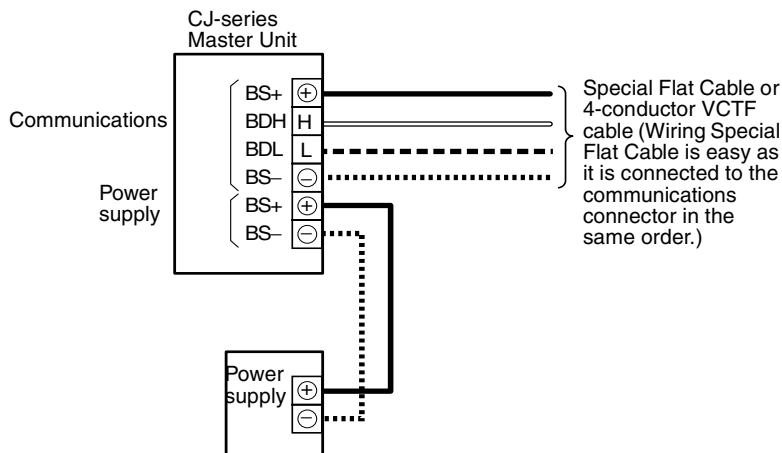 CJ-series
Master Unit
Communications
BS+ ⊕
BDH H
BDL L
BS– ⊖
Power
supply
BS+ ⊕
BS– ⊖
Special Flat Cable or
4-conductor VCTF
cable (Wiring Special
Flat Cable is easy as
it is connected to the
communications
connector in the
same order.)
Power
supply
⊕
⊖